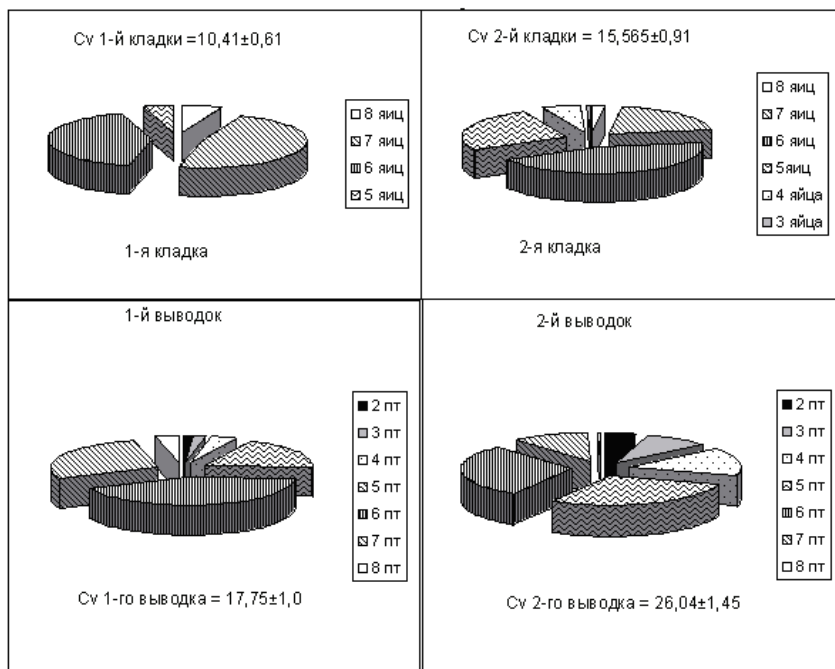 Cv 1-й кладки =10,41±0,61
8 яиц
7 яиц
6 яиц
5 яиц
1-я кладка
Cv 2-й кладки = 15,565±0,91
8 яиц
7 яиц
6 яиц
5яиц
4 яйца
3 яйца
2-я кладка
1-й выводок
2 пт
3 пт
4 пт
5 пт
6 пт
7 пт
8 пт
Cv 1-го выводка = 17,75±1,0
2-й выводок
2 пт
3 пт
4 пт
5 пт
6 пт
7 пт
8 пт
Cv 2-го выводка = 26,04±1,45